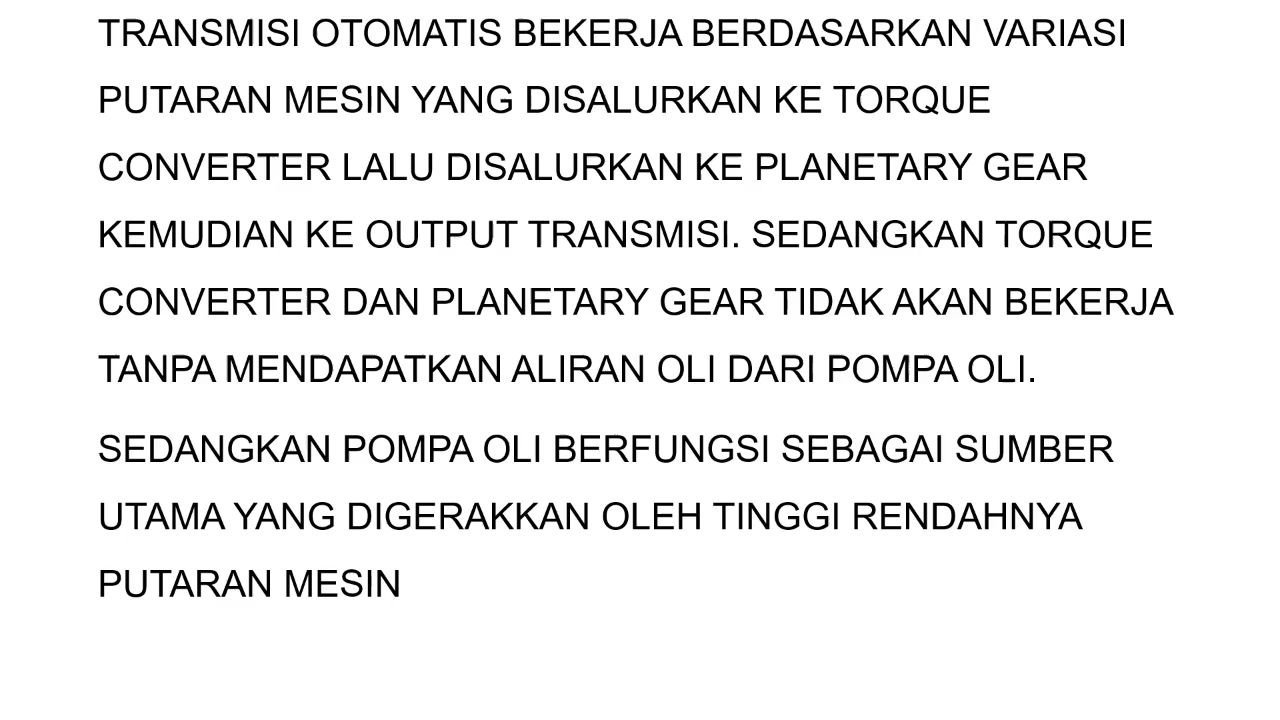 TRANSMISI OTOMATIS BEKERJA BERDASARKAN VARIASI
PUTARAN MESIN YANG DISALURKAN KE TORQUE
CONVERTER LALU DISALURKAN KE PLANETARY GEAR
KEMUDIAN KE OUTPUT TRANSMISI. SEDANGKAN TORQUE
CONVERTER DAN PLANETARY GEAR TIDAK AKAN BEKERJA
TANPA MENDAPATKAN ALIRAN OLI DARI POMPA OLI.
SEDANGKAN POMPA OLI BERFUNGSI SEBAGAI SUMBER
UTAMA YANG DIGERAKKAN OLEH TINGGI RENDAHNYA
PUTARAN MESIN